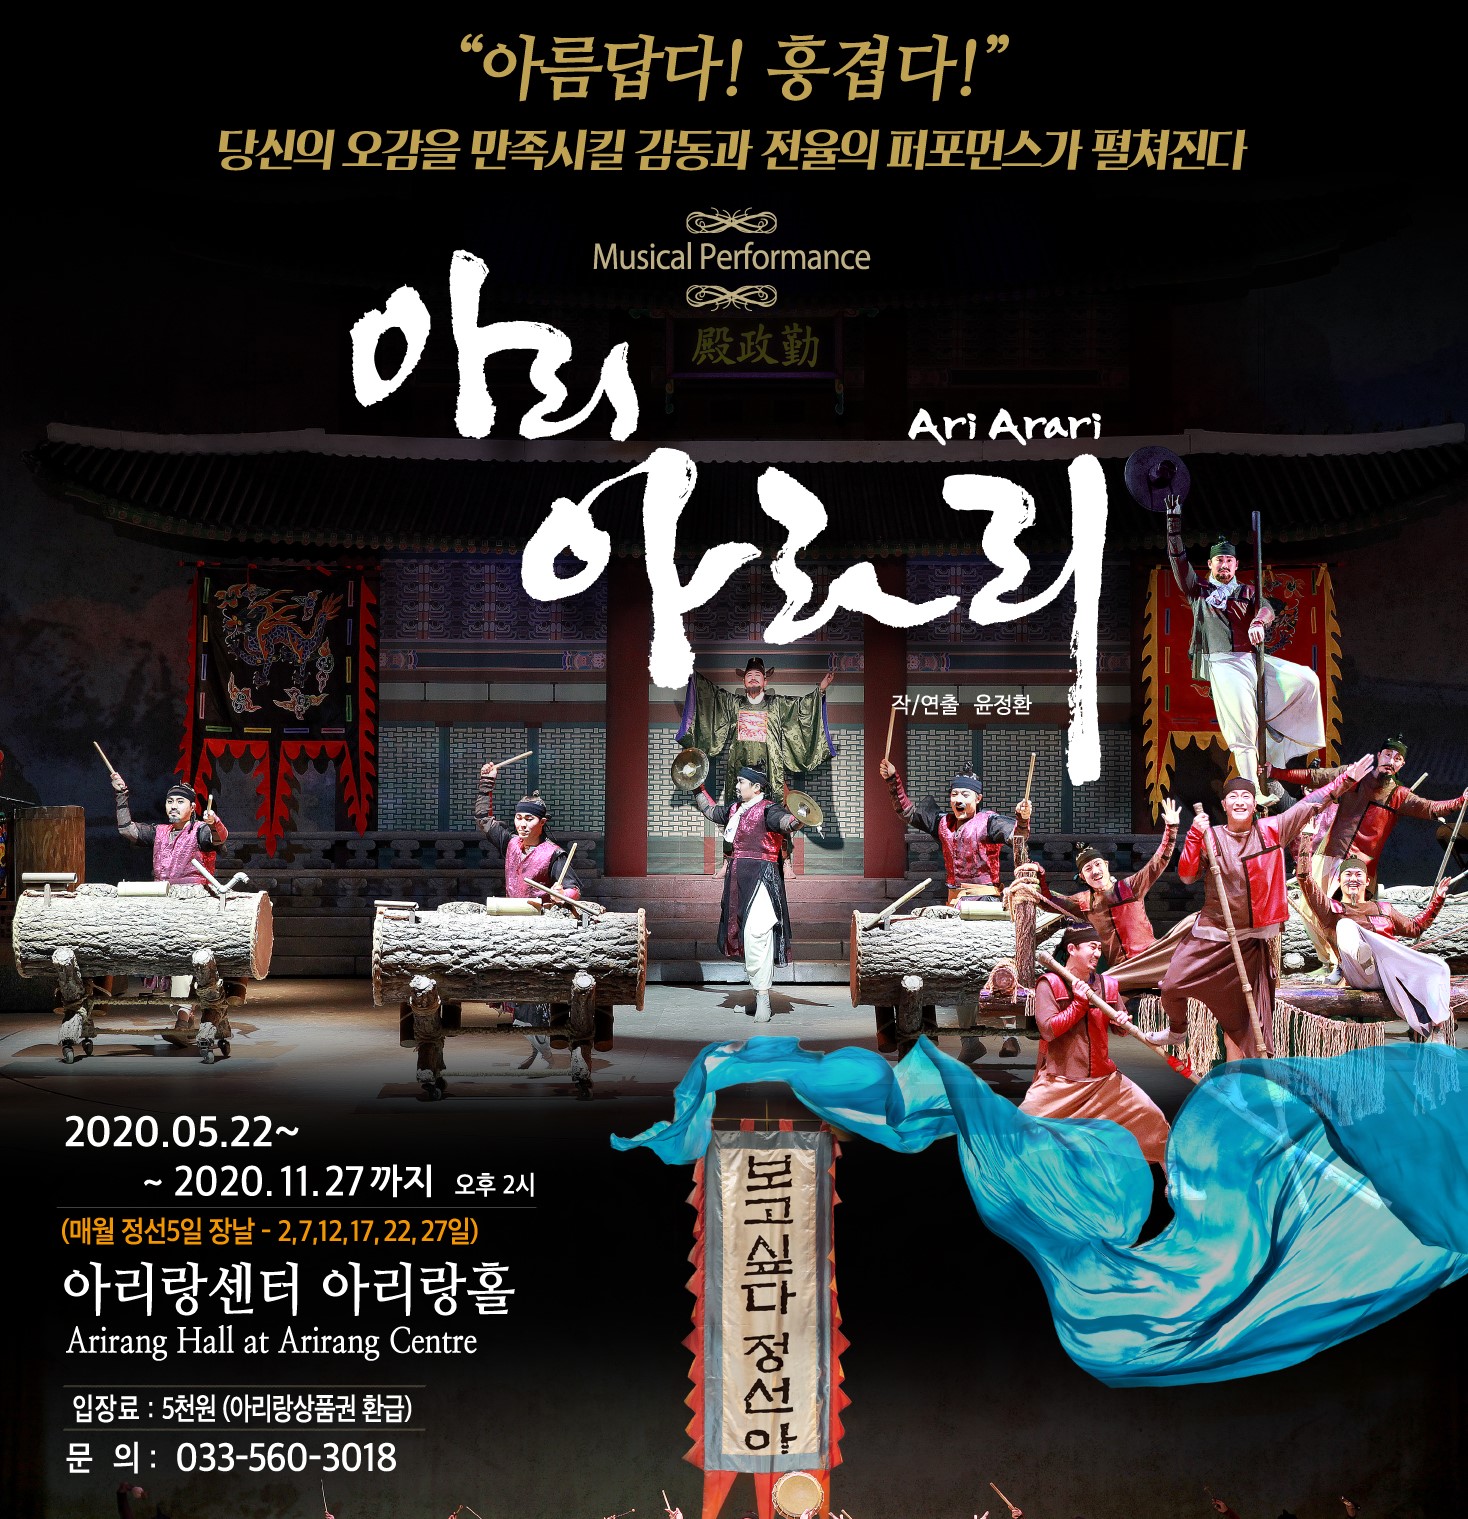 “아름답다! 흥겹다!”
당신의 오감을 만족시킬 감동과 전율의 퍼포먼스가 펼쳐진다
Musical Performance
아리
殿政勤
Ari Arari
아라리
작/연출 윤정환
2020.05.22~
~ 2020.11.27까지 오후 2시
(매월 정선5일 장날 - 2,7,12,17, 22, 27일)
아리랑센터 아리랑홀
Arirang Hall at Arirang Centre
입장료 : 5천원 (아리랑상품권 환급)
문 의 : 033-560-3018
보고싶다 정선아